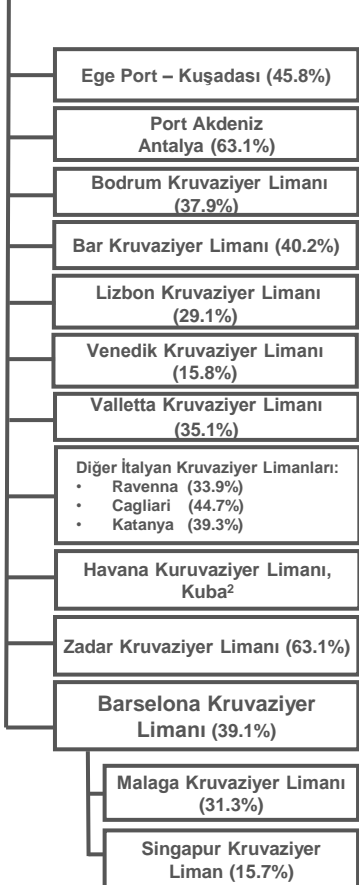 Ege Port – Kuşadası (45.8%)
Port Akdeniz
Antalya (63.1%)
Bodrum Kruvaziyer Limanı
(37.9%)
Bar Kruvaziyer Limanı (40.2%)
Lizbon Kruvaziyer Limanı
(29.1%)
Venedik Kruvaziyer Limanı
(15.8%)
Valletta Kruvaziyer Limanı
(35.1%)
Diğer İtalyan Kruvaziyer Limanları:
• Ravenna (33.9%)
• Cagliari (44.7%)
• Katanya (39.3%)
Havana Kuruvaziyer Limanı,
Kuba²
Zadar Kruvaziyer Limanı (63.1%)
Barselona Kruvaziyer
Limanı (39.1%)
Malaga Kruvaziyer Limanı
(31.3%)
Singapur Kruvaziyer
Liman (15.7%)